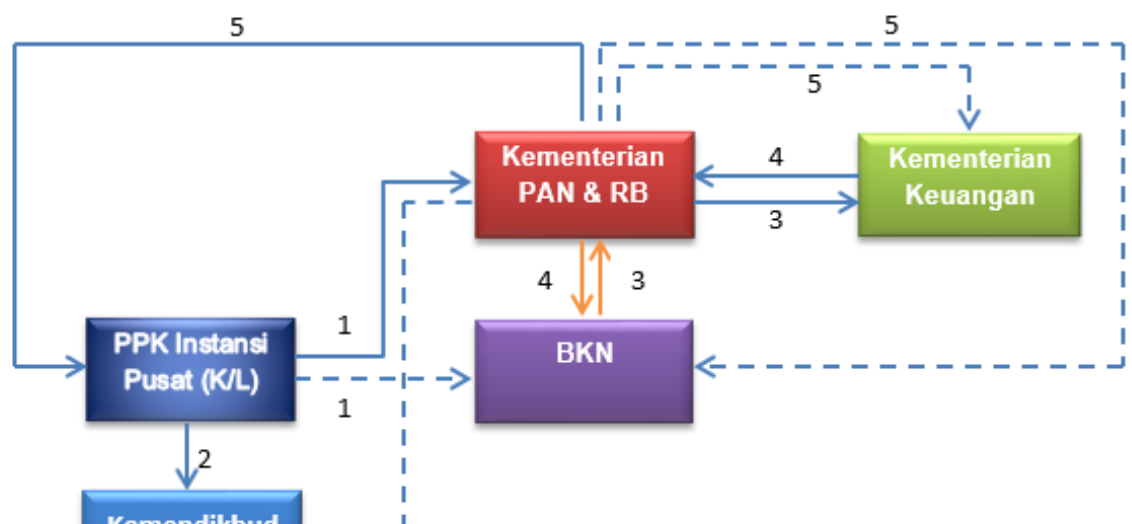 5
5
5
Kementerian
PAN & RB
4
3
Kementerian
Keuangan
4
3
PPK Instansi
Pusat (K/L)
1
1
BKN
2
Kemendikbud